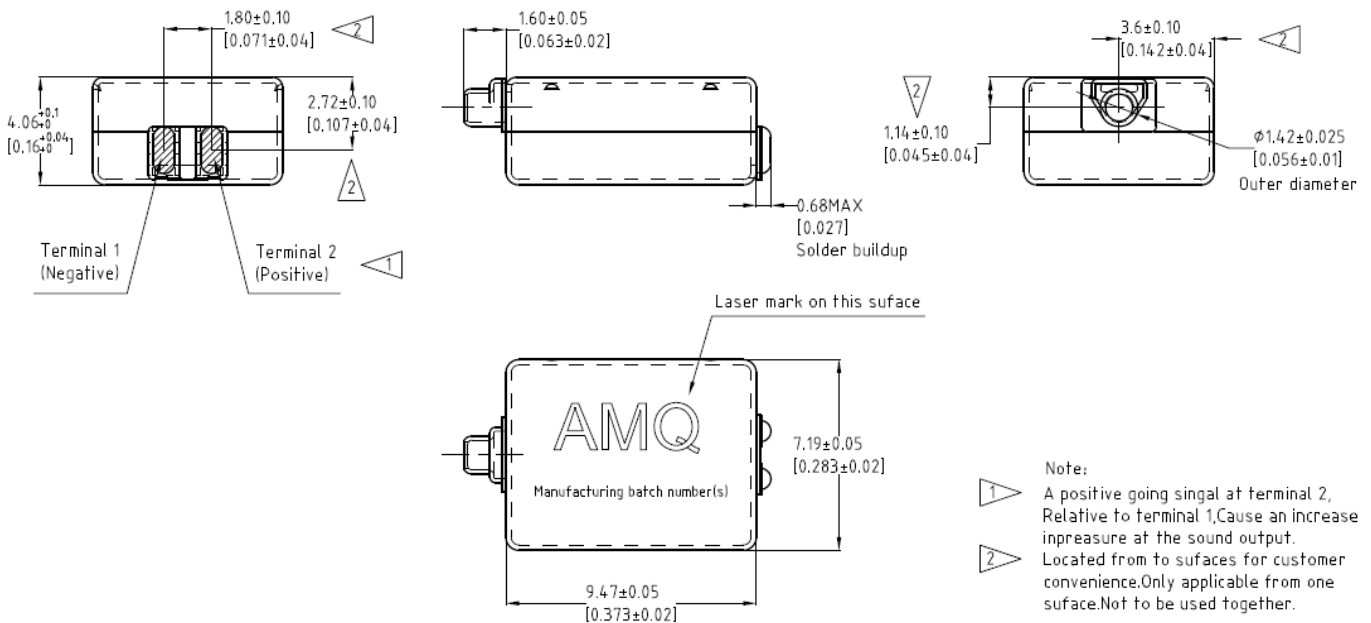 1.80±0.10
[0.071±0.04]
2
4.06+0.1+0
[0.16+0.04+0]
2.72±0.10
[0.107±0.04]
2
Terminal 1
(Negative)
Terminal 2
(Positive)
1
1.60±0.05
[0.063±0.02]
0.68MAX
[0.027]
Solder buildup
3.6±0.10
[0.142±0.04]
2
2
1.14±0.10
[0.045±0.04]
Φ1.42±0.025
[0.056±0.01]
Outer diameter
Laser mark on this suface
AMQ
Manufacturing batch number(s)
7.19±0.05
[0.283±0.02]
9.47±0.05
[0.373±0.02]
Note:
1 A positive going singal at terminal 2,
Relative to terminal 1,Cause an increase
inpreasure at the sound output.
2 Located from to sufaces for customer
convenience.Only applicable from one
suface.Not to be used together.